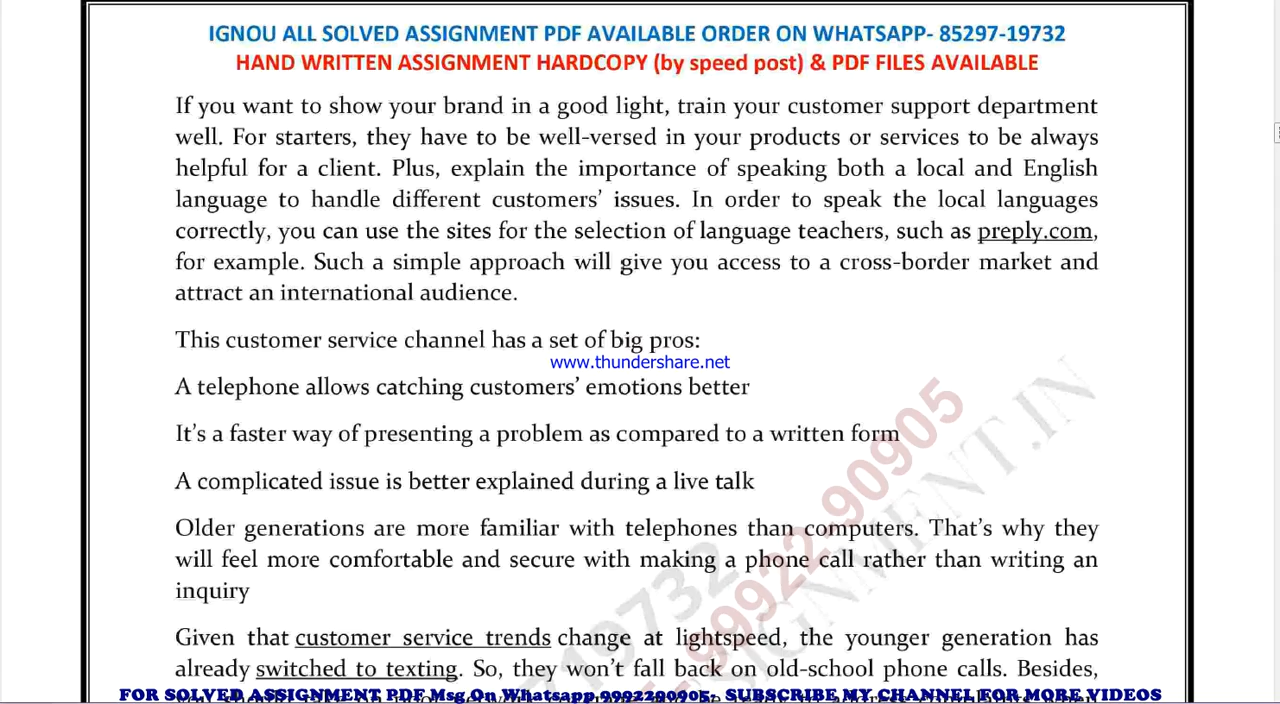 IGNOU ALL SOLVED ASSIGNMENT PDF AVAILABLE ORDER ON WHATSAPP- 85297-19732
HAND WRITTEN ASSIGNMENT HARDCOPY (by speed post) & PDF FILES AVAILABLE
If you want to show your brand in a good light, train your customer support department
well. For starters, they have to be well-versed in your products or services to be always
helpful for a client. Plus, explain the importance of speaking both a local and English
language to handle different customers’ issues. In order to speak the local languages
correctly, you can use the sites for the selection of language teachers, such as preply.com,
for example. Such a simple approach will give you access to a cross-border market and
attract an international audience.
This customer service channel has a set of big pros:
www.thundershare.net
A telephone allows catching customers’ emotions better
It’s a faster way of presenting a problem as compared to a written form
A complicated issue is better explained during a live talk
Older generations are more familiar with telephones than computers. That’s why they
will feel more comfortable and secure with making a phone call rather than writing an
inquiry
Given that customer service trends change at lightspeed, the younger generation has
already switched to texting. So, they won’t fall back on old-school phone calls. Besides,
FOR SOLVED ASSIGNMENT PDF Msg On Whatsapp 9992290905- SUBSCRIBE MY CHANNEL FOR MORE VIDEOS
19732
99922-90905
SIGNMENT.IN